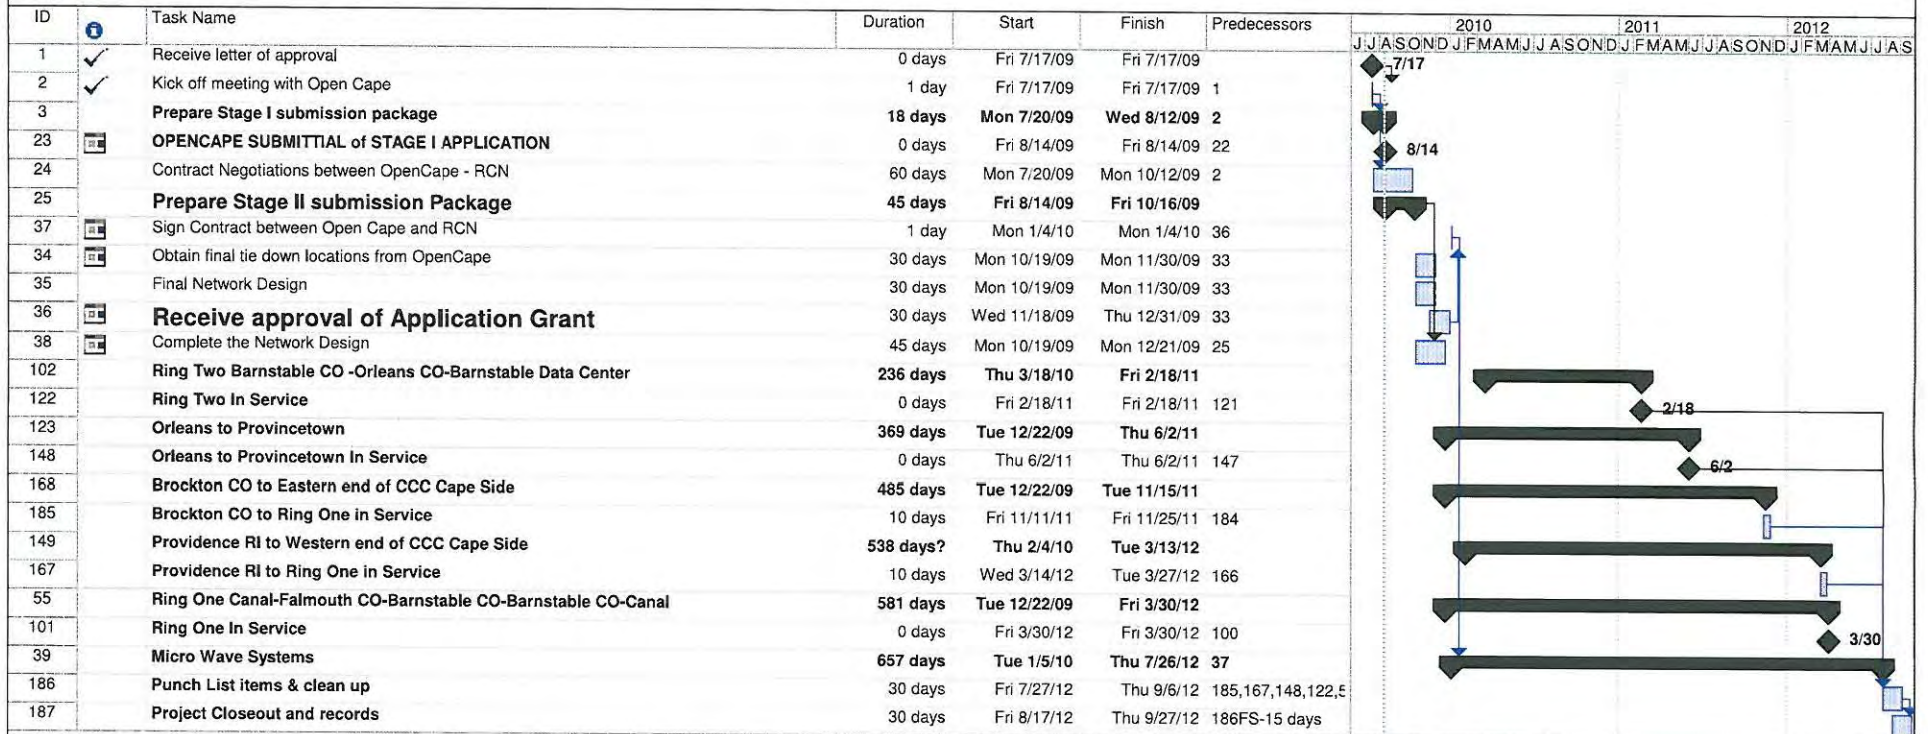 ID Task Name Duration Start Finish Predecessors
2010 2011 2012
J J A S O N D J F M A M J J A S O N D J F M A M J J A S O N D J F M A M J J A S
1 Receive letter of approval 0 days Fri 7/17/09 Fri 7/17/09 7/17
2 Kick off meeting with Open Cape 1 day Fri 7/17/09 Fri 7/17/09 1
3 Prepare Stage I submission package 18 days Mon 7/20/09 Wed 8/12/09 2
23 OPENCAPE SUBMITTIAL of STAGE I APPLICATION 0 days Fri 8/14/09 Fri 8/14/09 22 8/14
24 Contract Negotiations between OpenCape - RCN 60 days Mon 7/20/09 Mon 10/12/09 2
25 Prepare Stage II submission Package 45 days Fri 8/14/09 Fri 10/16/09
37 Sign Contract between Open Cape and RCN 1 day Mon 1/4/10 Mon 1/4/10 36
34 Obtain final tie down locations from OpenCape 30 days Mon 10/19/09 Mon 11/30/09 33
35 Final Network Design 30 days Mon 10/19/09 Mon 11/30/09 33
36 Receive approval of Application Grant 30 days Wed 11/18/09 Thu 12/31/09 33
38 Complete the Network Design 45 days Mon 10/19/09 Mon 12/21/09 25
102 Ring Two Barnstable CO -Orleans CO-Barnstable Data Center 236 days Thu 3/18/10 Fri 2/18/11
122 Ring Two In Service 0 days Fri 2/18/11 Fri 2/18/11 121 2/18
123 Orleans to Provincetown 369 days Tue 12/22/09 Thu 6/2/11
148 Orleans to Provincetown In Service 0 days Thu 6/2/11 Thu 6/2/11 147 6/2
168 Brockton CO to Eastern end of CCC Cape Side 485 days Tue 12/22/09 Tue 11/15/11
185 Brockton CO to Ring One in Service 10 days Fri 11/11/11 Fri 11/25/11 184
149 Providence RI to Western end of CCC Cape Side 538 days? Thu 2/4/10 Tue 3/13/12
167 Providence RI to Ring One in Service 10 days Wed 3/14/12 Tue 3/27/12 166
55 Ring One Canal-Falmouth CO-Barnstable CO-Barnstable CO-Canal 581 days Tue 12/22/09 Fri 3/30/12
101 Ring One In Service 0 days Fri 3/30/12 Fri 3/30/12 100 3/30
39 Micro Wave Systems 657 days Tue 1/5/10 Thu 7/26/12 37
186 Punch List items & clean up 30 days Fri 7/27/12 Thu 9/6/12 185,167,148,122,5
187 Project Closeout and records 30 days Fri 8/17/12 Thu 9/27/12 186FS-15 days